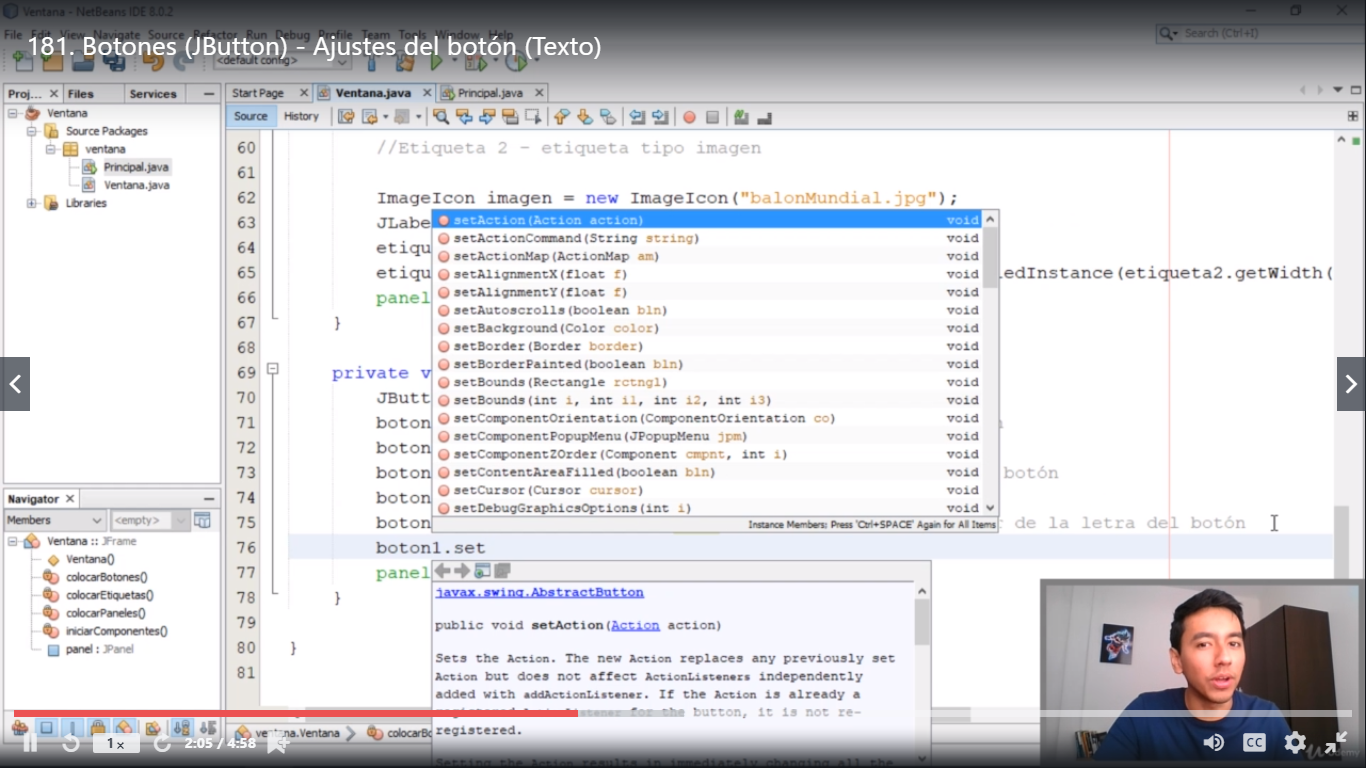 Ventana - NetBeans IDE 8.0.2
File Edit View Navigate Source Refactor Run Debug Profile Team Tools Window Help
Search (Ctrl+I)
181. Botones (JButton) - Ajustes del botón (Texto)
<default config>
Proj... Files Services
Start Page Ventana.java Principal.java
Source History
Ventana
Source Packages
ventana
Principal.java
Ventana.java
Libraries
60 //Etiqueta 2 - etiqueta tipo imagen
61
62 ImageIcon imagen = new ImageIcon("balonMundial.jpg");
63 JLabe
64 etiqu
65 etiqu edInstance(etiqueta2.getWidth(
66 panel
67 }
68
69 private v
70 JButt
71 boton
72 boton
73 boton botón
74 boton
75 boton de la letra del botón
76 boton1.set
77 panel
78 }
79
80 }
81
setAction(Action action) void
setActionCommand(String string) void
setActionMap(ActionMap am) void
setAlignmentX(float f) void
setAlignmentY(float f) void
setAutoscrolls(boolean bln) void
setBackground(Color color) void
setBorder(Border border) void
setBorderPainted(boolean bln) void
setBounds(Rectangle rctngl) void
setBounds(int i, int i1, int i2, int i3) void
setComponentOrientation(ComponentOrientation co) void
setComponentPopupMenu(JPopupMenu jpm) void
setComponentZOrder(Component cmpnt, int i) void
setContentAreaFilled(boolean bln) void
setCursor(Cursor cursor) void
setDebugGraphicsOptions(int i) void
Instance Members; Press 'Ctrl+SPACE' Again for All Items
javax.swing.AbstractButton
public void setAction(Action action)
Sets the Action. The new Action replaces any previously set
Action but does not affect ActionListeners independently
added with addActionListener. If the Action is already a
registered ActionListener for the button, it is not re-
registered.
Setting the Action results in immediately changing all the
Navigator
Members <empty>
Ventana :: JFrame
Ventana()
colocarBotones()
colocarEtiquetas()
colocarPaneles()
iniciarComponentes()
panel : JPanel
ventana.Ventana colocarBo
1x 2:05 / 4:58
CC